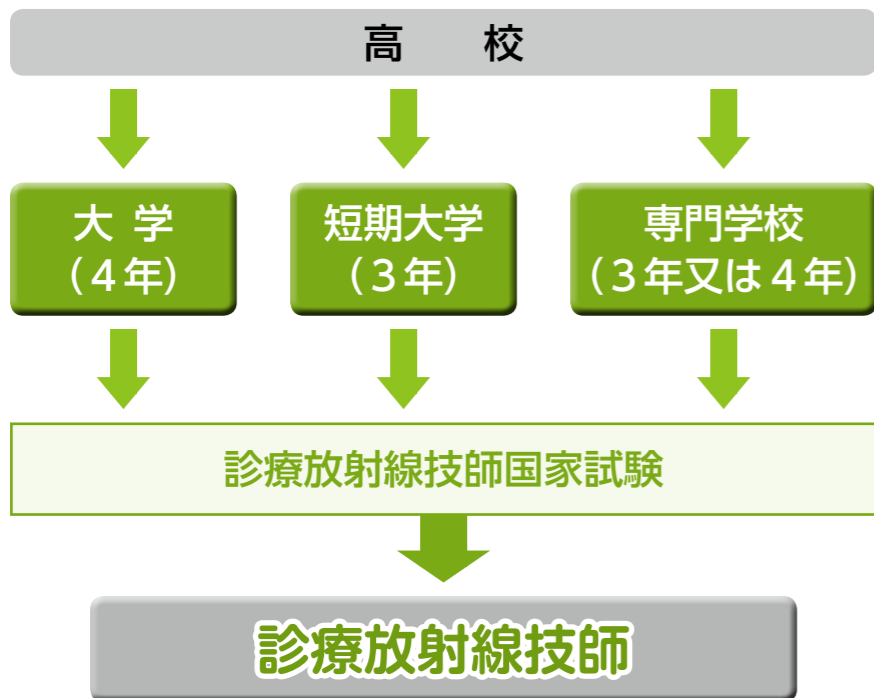 高　　校
大 学
（４年）
短期大学
（３年）
専門学校
（３年又は４年）
診療放射線技師国家試験
診療放射線技師